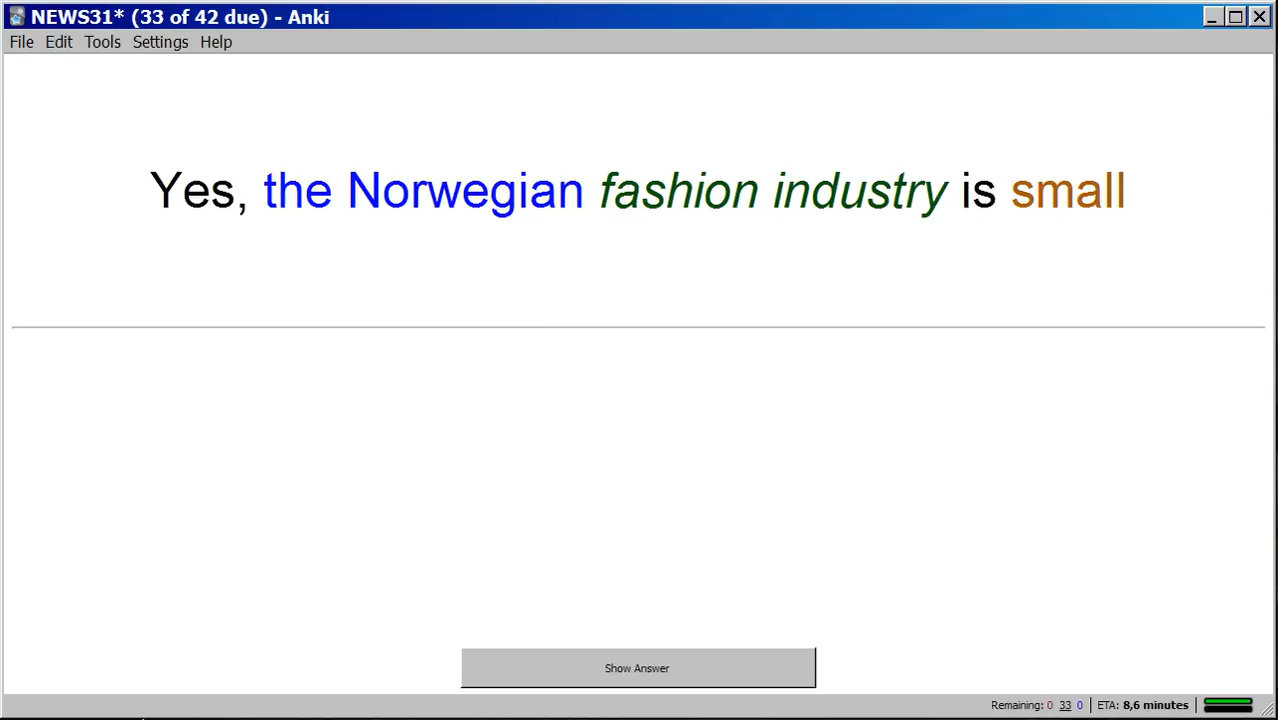 NEWS31* (33 of 42 due) - Anki
File Edit Tools Settings Help
Yes, the Norwegian fashion industry is small
Show Answer
Remaining: 0 33 0 ETA: 8,6 minutes